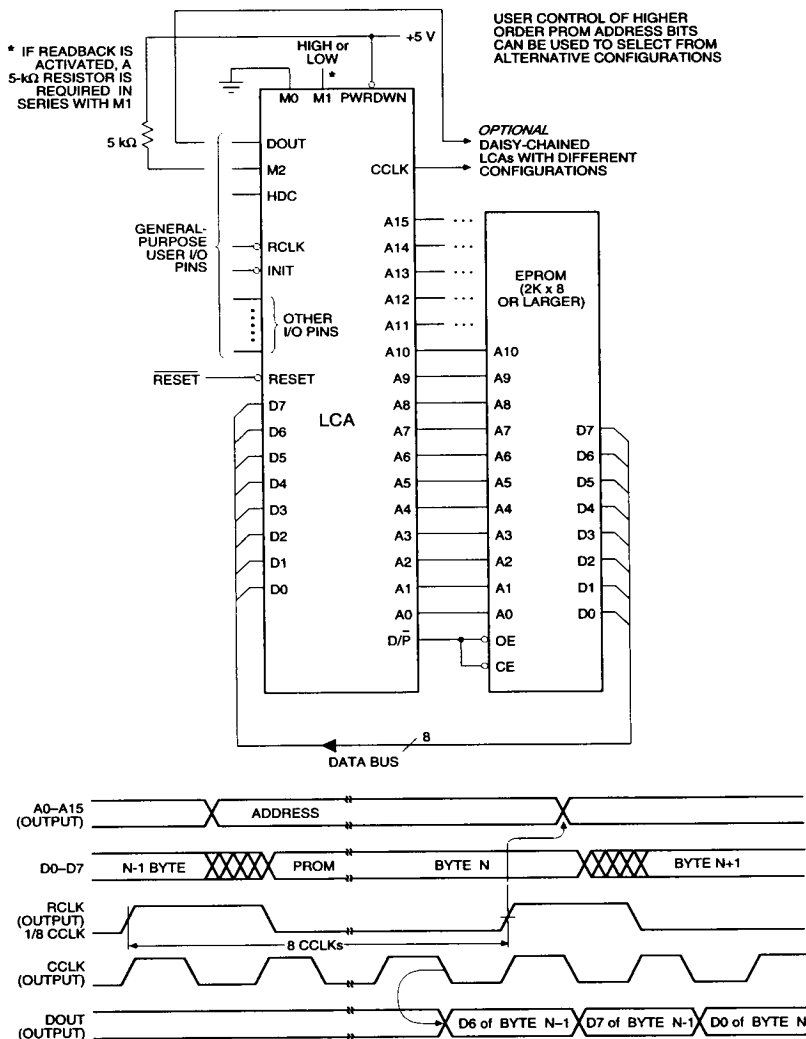 USER CONTROL OF HIGHER
ORDER PROM ADDRESS BITS
CAN BE USED TO SELECT FROM
ALTERNATIVE CONFIGURATIONS
+5 V
* IF READBACK IS
ACTIVATED, A
5-kΩ RESISTOR IS
REQUIRED IN
SERIES WITH M1
HIGH or
LOW
*
M0 M1 PWRDWN
5 kΩ
DOUT
M2
HDC
RCLK
INIT
GENERAL-
PURPOSE
USER I/O
PINS
OTHER
I/O PINS
RESET
RESET
D7
D6
D5
D4
D3
D2
D1
D0
LCA
CCLK
OPTIONAL
DAISY-CHAINED
LCAs WITH DIFFERENT
CONFIGURATIONS
A15
A14
A13
A12
A11
A10
A9
A8
A7
A6
A5
A4
A3
A2
A1
A0
D/P̅
EPROM
(2K x 8
OR LARGER)
A10
A9
A8
A7
A6
A5
A4
A3
A2
A1
A0
OE
CE
D7
D6
D5
D4
D3
D2
D1
D0
8
DATA BUS
A0–A15
(OUTPUT)
ADDRESS
D0–D7
N-1 BYTE PROM BYTE N BYTE N+1
RCLK
(OUTPUT)
1/8 CCLK
8 CCLKs
CCLK
(OUTPUT)
DOUT
(OUTPUT)
D6 of BYTE N–1 D7 of BYTE N-1 D0 of BYTE N